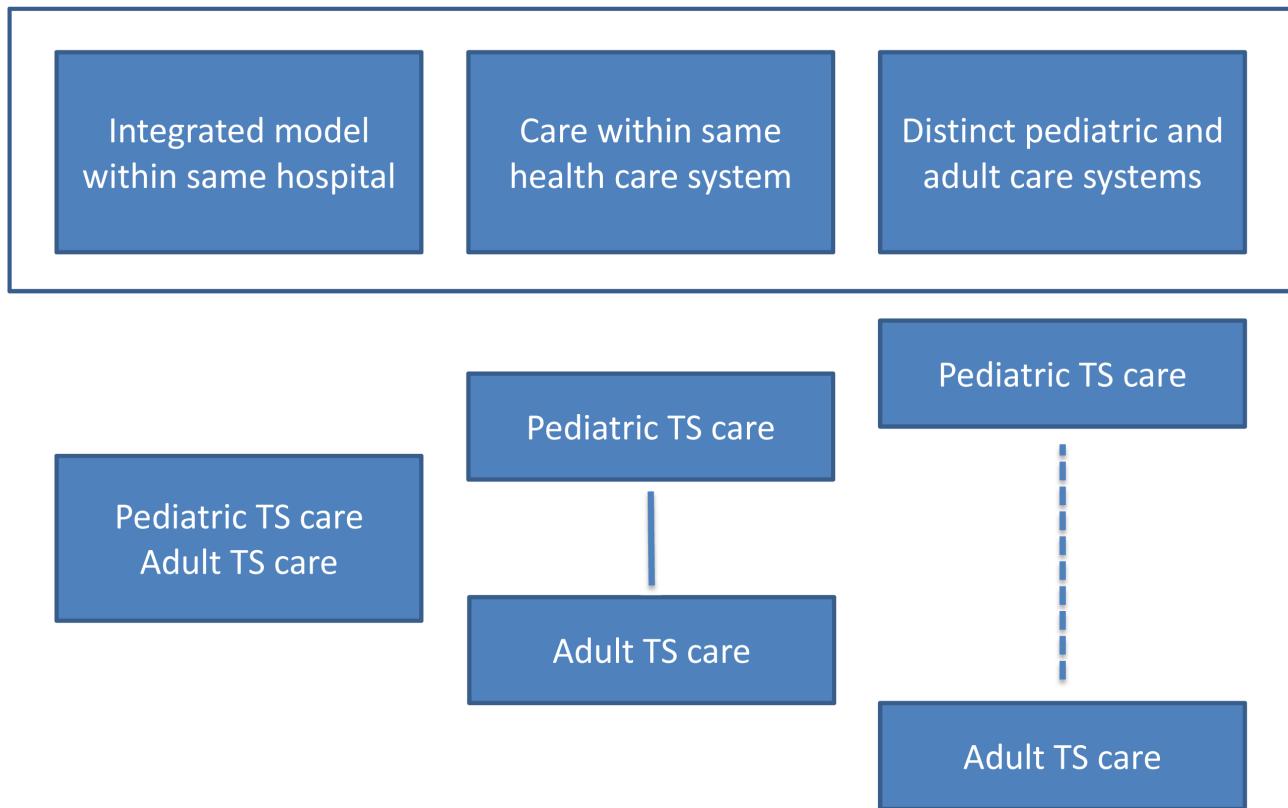 Integrated model
within same hospital
Care within same
health care system
Distinct pediatric and
adult care systems
Pediatric TS care
Adult TS care
Pediatric TS care
Adult TS care
Pediatric TS care
Adult TS care